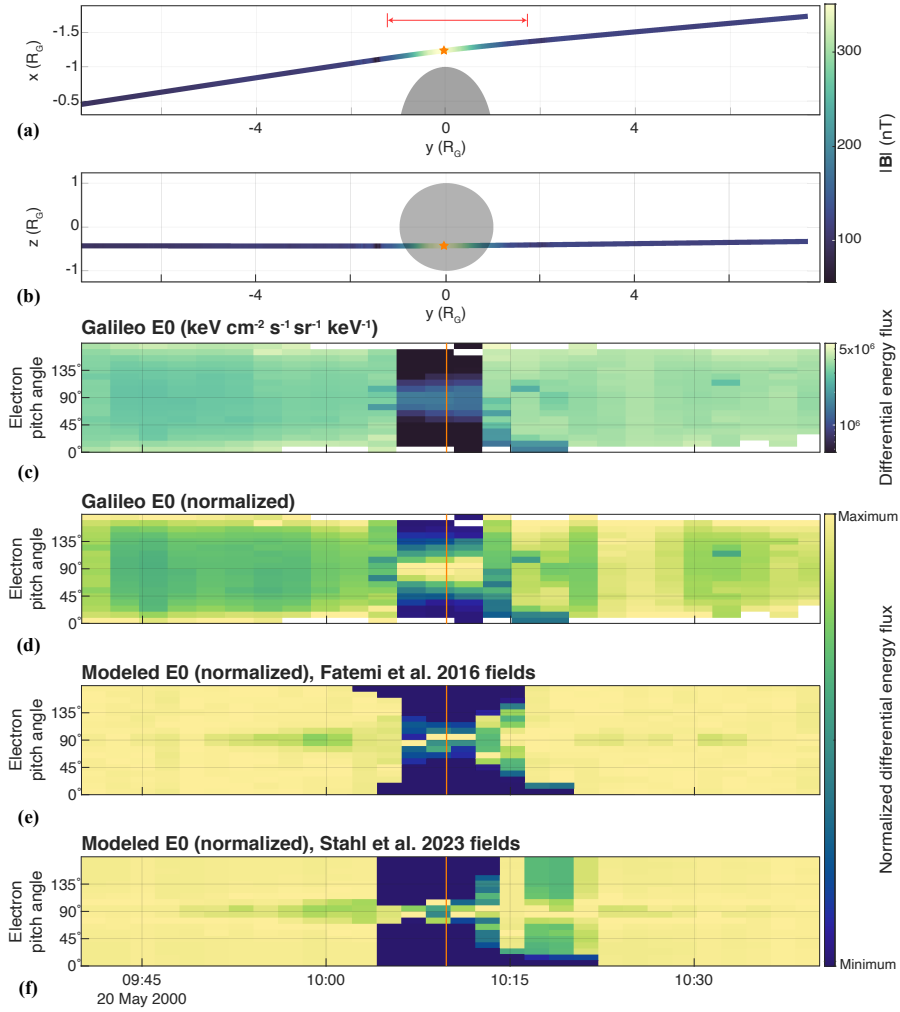 -1.5
-1
-0.5
x (R_G)
-4
0
4
(a)
y (R_G)
1
0
-1
z (R_G)
-4
0
4
(b)
y (R_G)
300
200
100
|B| (nT)
Galileo E0 (keV cm⁻² s⁻¹ sr⁻¹ keV⁻¹)
Electron
pitch angle
135°
90°
45°
0°
(c)
5x10⁶
10⁶
Differential energy flux
Galileo E0 (normalized)
Electron
pitch angle
135°
90°
45°
0°
(d)
Maximum
Minimum
Normalized differential energy flux
Modeled E0 (normalized), Fatemi et al. 2016 fields
Electron
pitch angle
135°
90°
45°
0°
(e)
Modeled E0 (normalized), Stahl et al. 2023 fields
Electron
pitch angle
135°
90°
45°
0°
(f)
09:45
10:00
10:15
10:30
20 May 2000